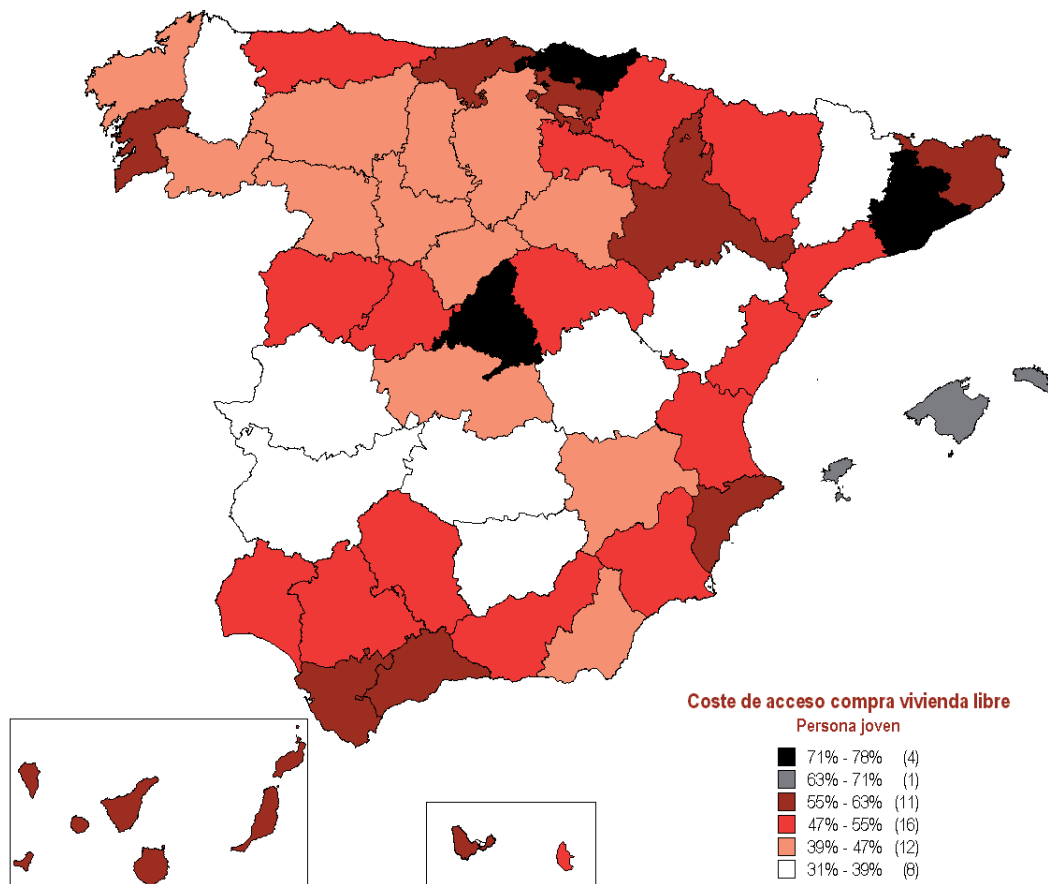 Coste de acceso compra vivienda libre
Persona joven
71% - 78% (4)
63% - 71% (1)
55% - 63% (11)
47% - 55% (16)
39% - 47% (12)
31% - 39% (8)